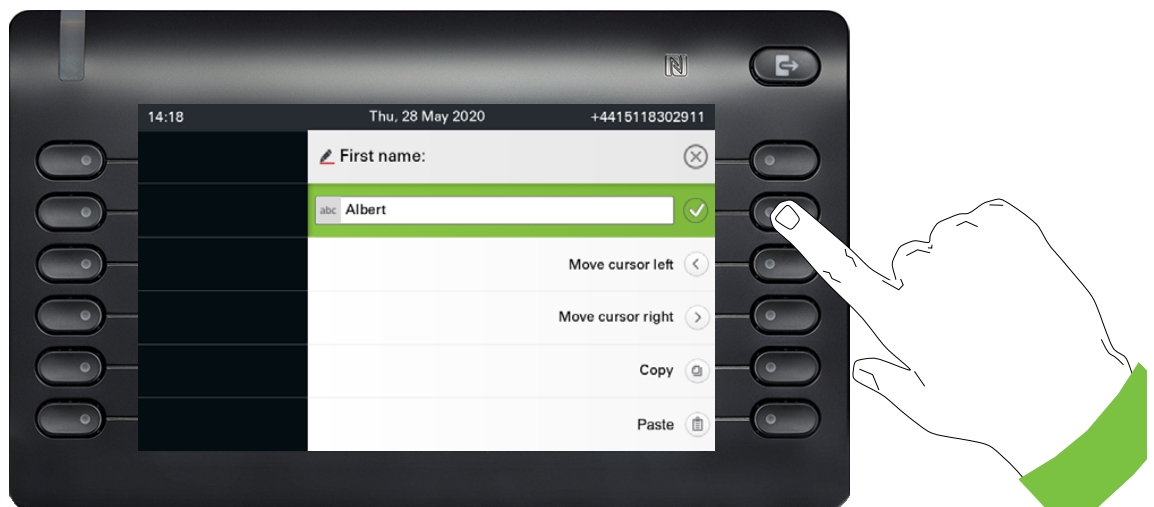 14:18 Thu, 28 May 2020 +4415118302911
First name:
abc Albert
Move cursor left
Move cursor right
Copy
Paste